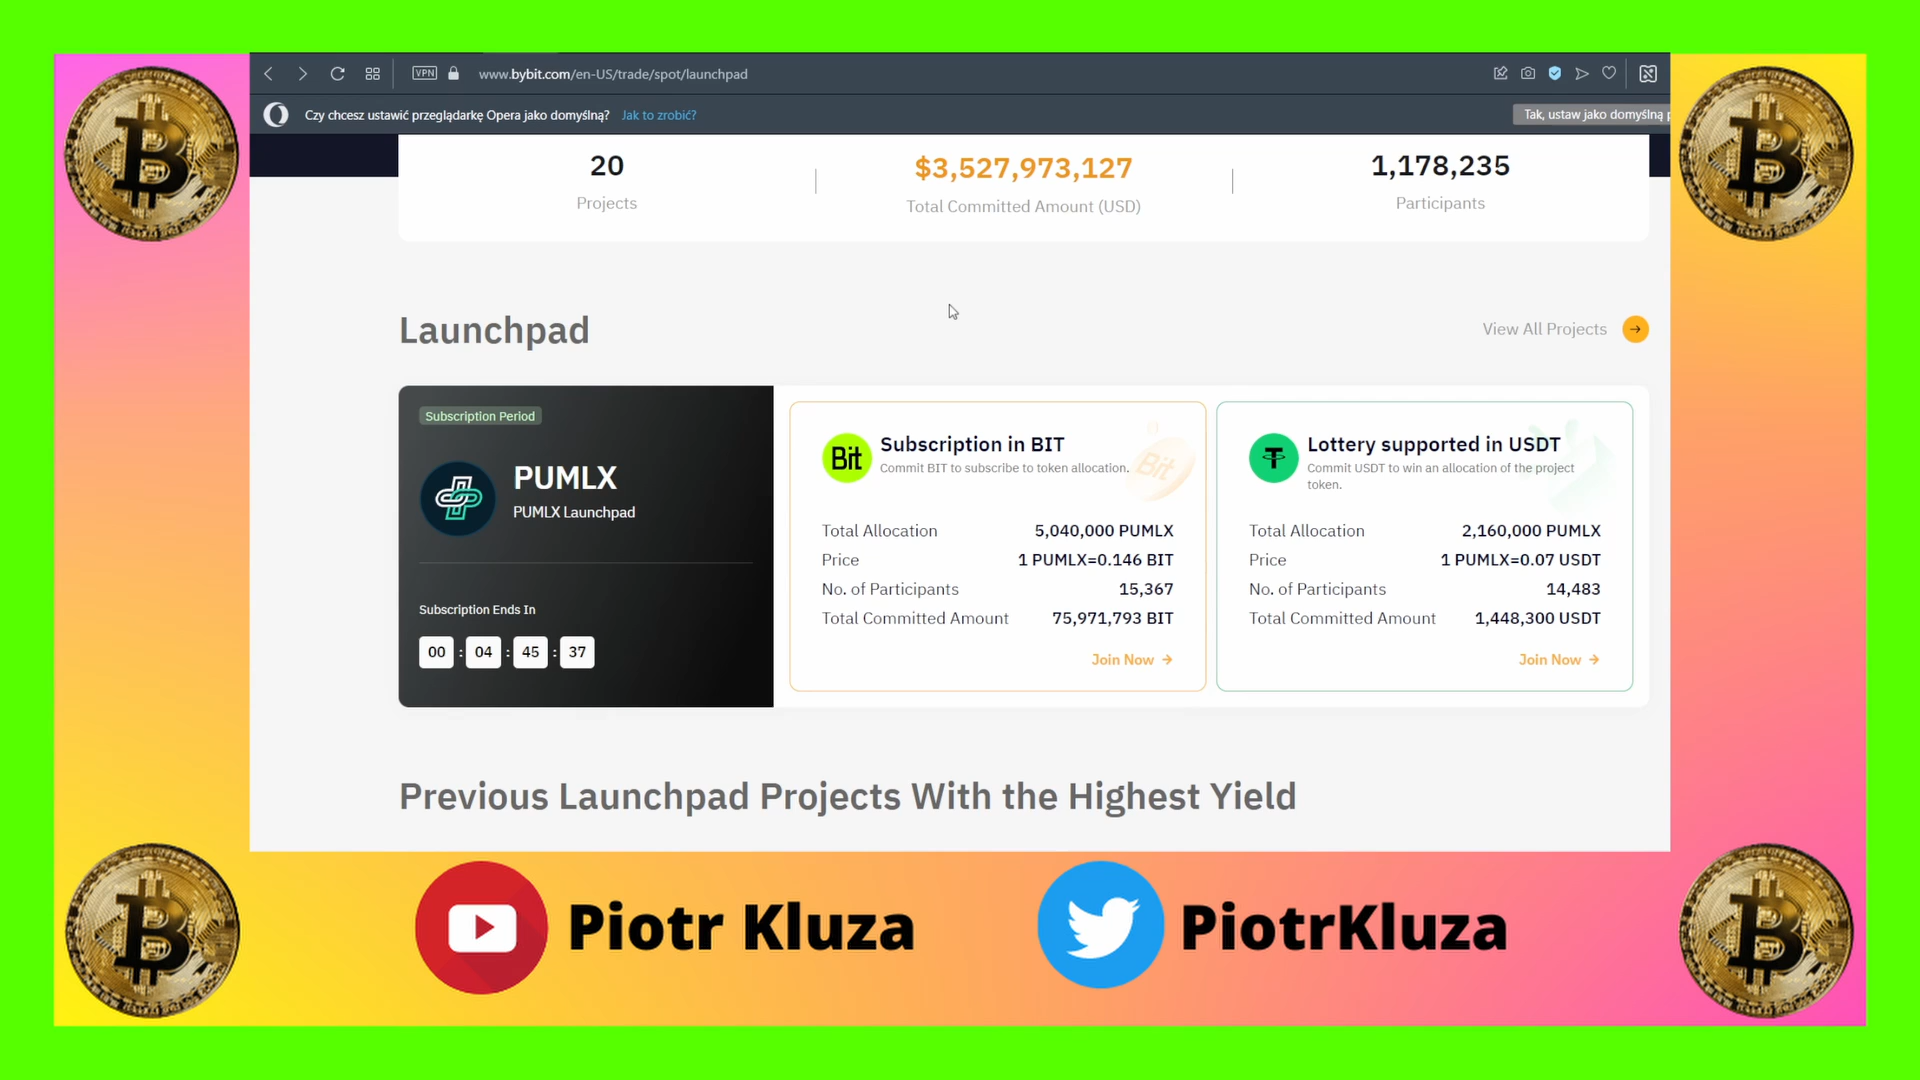 VPN
www.bybit.com/en-US/trade/spot/launchpad
Czy chcesz ustawić przeglądarkę Opera jako domyślną? Jak to zrobić?
Tak, ustaw jako domyślną p
20
Projects
$3,527,973,127
Total Committed Amount (USD)
1,178,235
Participants
Launchpad
View All Projects
Subscription Period
PUMLX
PUMLX Launchpad
Subscription Ends In
00 : 04 : 45 : 37
Bit
Subscription in BIT
Commit BIT to subscribe to token allocation.
Bit
Total Allocation 5,040,000 PUMLX
Price 1 PUMLX=0.146 BIT
No. of Participants 15,367
Total Committed Amount 75,971,793 BIT
Join Now
Lottery supported in USDT
Commit USDT to win an allocation of the project
token.
Total Allocation 2,160,000 PUMLX
Price 1 PUMLX=0.07 USDT
No. of Participants 14,483
Total Committed Amount 1,448,300 USDT
Join Now
Previous Launchpad Projects With the Highest Yield
Piotr Kluza
PiotrKluza